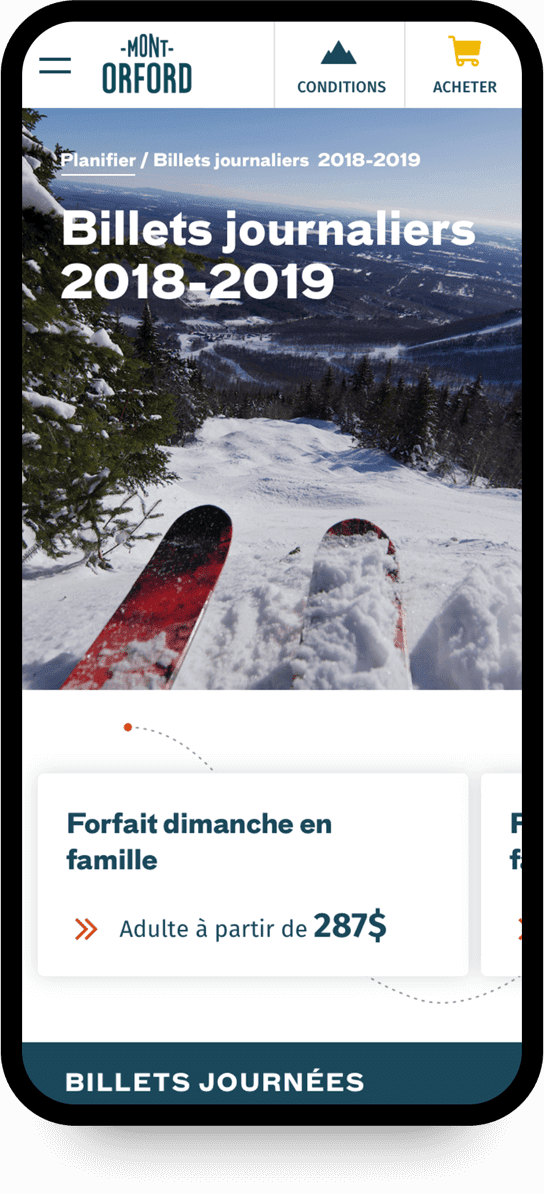 -MONT-
ORFORD
CONDITIONS
ACHETER
Planifier / Billets journaliers 2018-2019
Billets journaliers
2018-2019
Forfait dimanche en
famille
Adulte à partir de 287$
BILLETS JOURNÉES